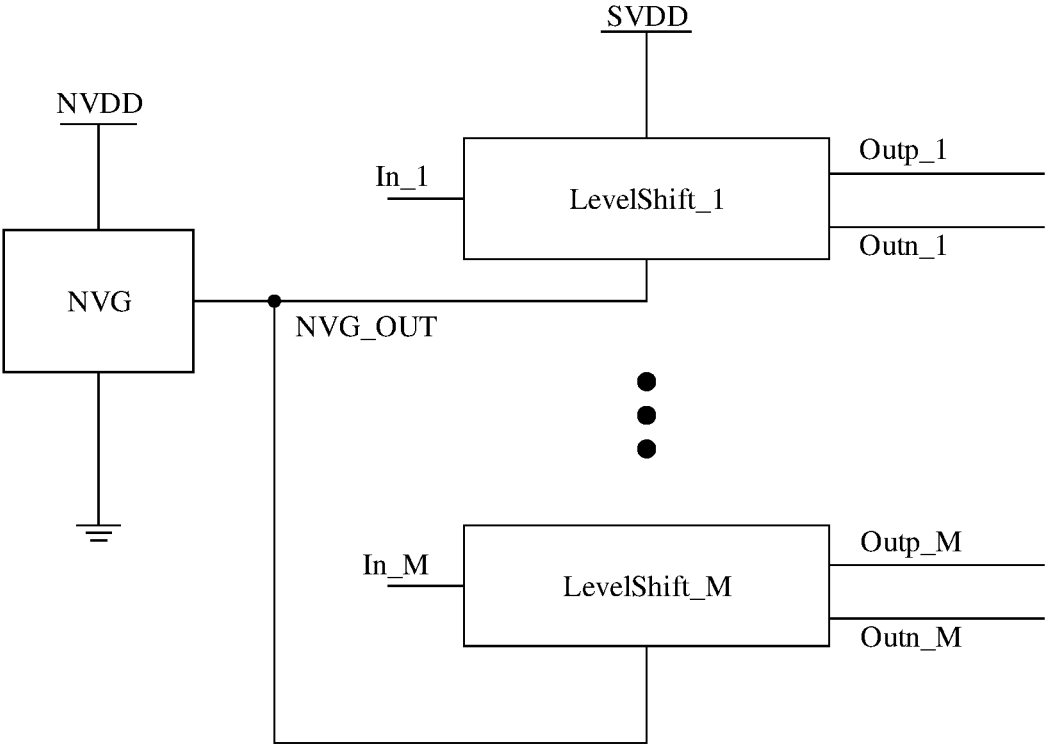 SVDD
NVDD
Outp_1
In_1
LevelShift_1
Outn_1
NVG
NVG_OUT
Outp_M
In_M
LevelShift_M
Outn_M